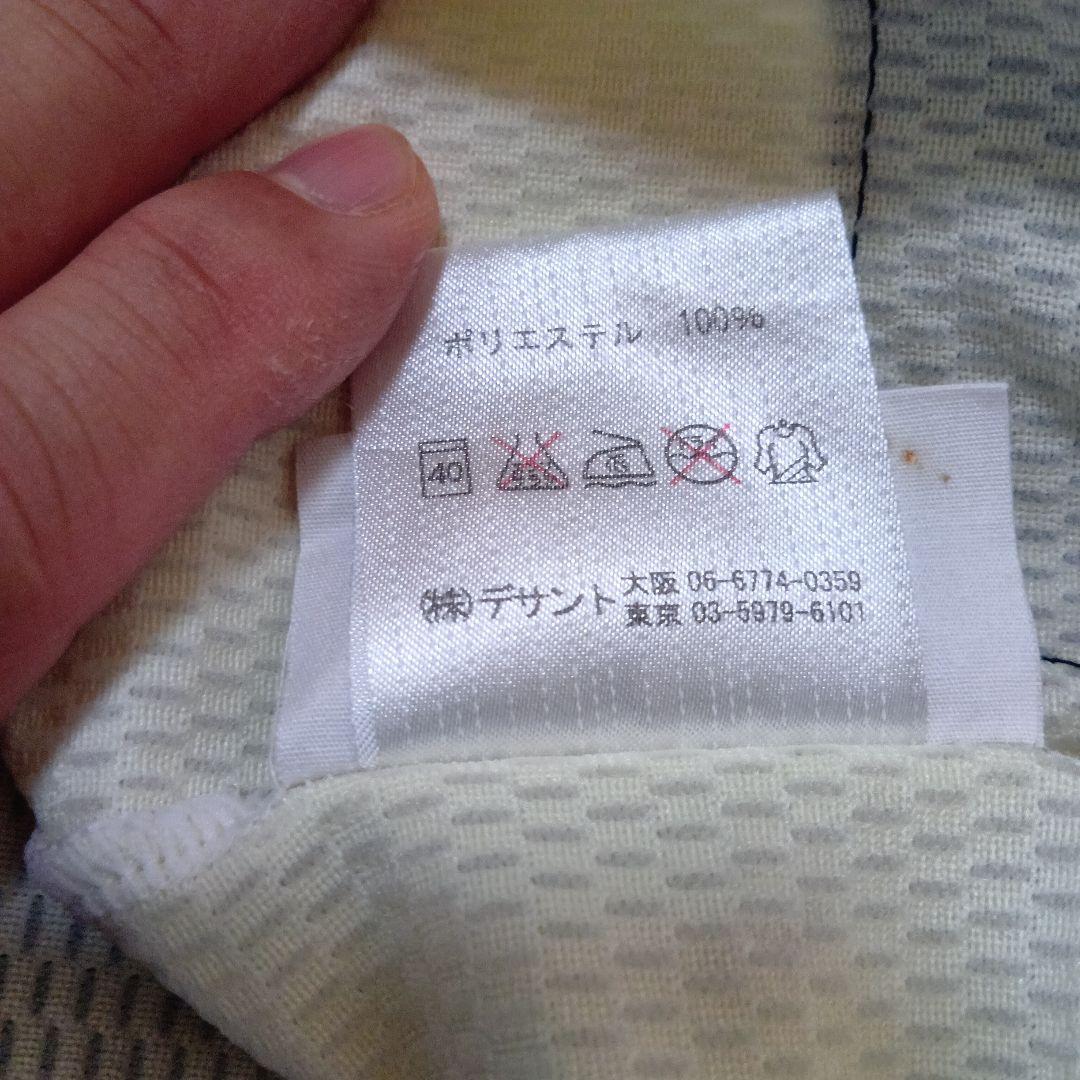 ポリエステル 100%
40
(株)デサント 大阪 06-6774-0359
東京 03-5979-6101